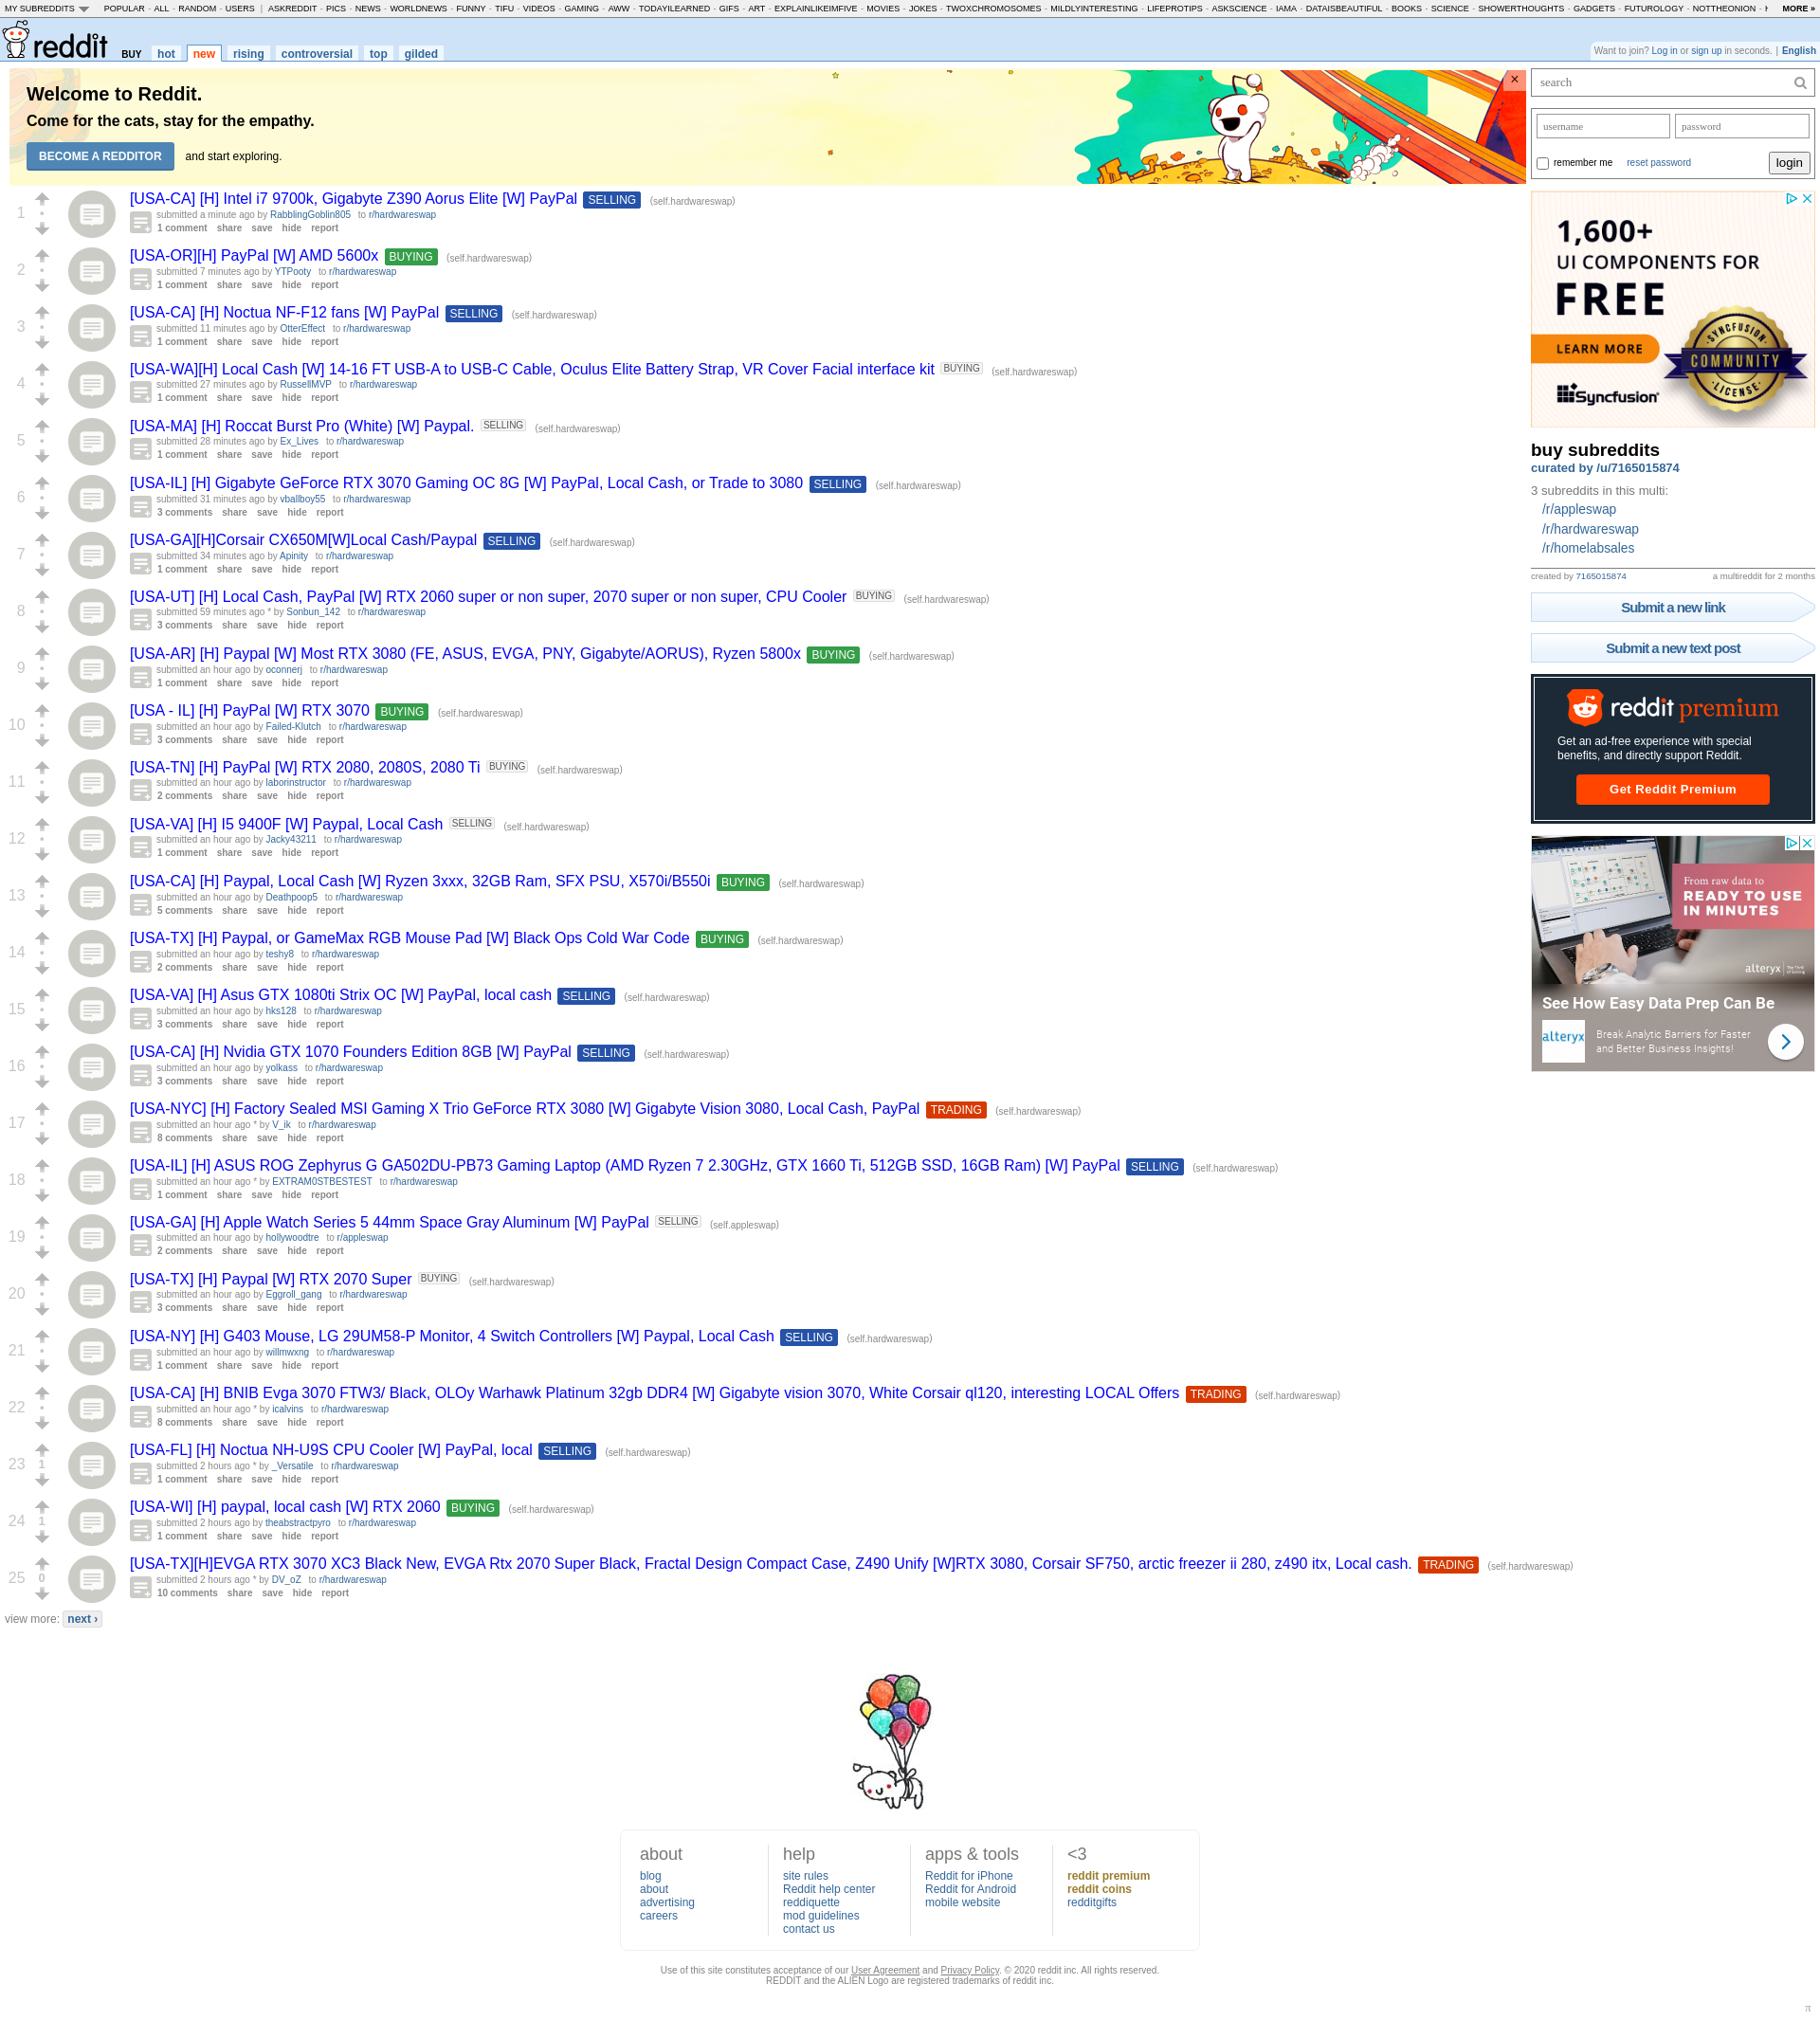 MY SUBREDDITS POPULAR - ALL - RANDOM - USERS | ASKREDDIT - PICS - NEWS - WORLDNEWS - FUNNY - TIFU - VIDEOS - GAMING - AWW - TODAYILEARNED - GIFS - ART - EXPLAINLIKEIMFIVE - MOVIES - JOKES - TWOXCHROMOSOMES - MILDLYINTERESTING - LIFEPROTIPS - ASKSCIENCE - IAMA - DATAISBEAUTIFUL - BOOKS - SCIENCE - SHOWERTHOUGHTS - GADGETS - FUTUROLOGY - NOTTHEONION - MORE »
reddit BUY hot new rising controversial top gilded
Want to join? Log in or sign up in seconds. | English
Welcome to Reddit.
Come for the cats, stay for the empathy.
BECOME A REDDITOR and start exploring.
×
1
[USA-CA] [H] Intel i7 9700k, Gigabyte Z390 Aorus Elite [W] PayPal SELLING (self.hardwareswap)
submitted a minute ago by RabblingGoblin805 to r/hardwareswap
1 comment share save hide report
2
[USA-OR][H] PayPal [W] AMD 5600x BUYING (self.hardwareswap)
submitted 7 minutes ago by YTPooty to r/hardwareswap
1 comment share save hide report
3
[USA-CA] [H] Noctua NF-F12 fans [W] PayPal SELLING (self.hardwareswap)
submitted 11 minutes ago by OtterEffect to r/hardwareswap
1 comment share save hide report
4
[USA-WA][H] Local Cash [W] 14-16 FT USB-A to USB-C Cable, Oculus Elite Battery Strap, VR Cover Facial interface kit BUYING (self.hardwareswap)
submitted 27 minutes ago by RussellMVP to r/hardwareswap
1 comment share save hide report
5
[USA-MA] [H] Roccat Burst Pro (White) [W] Paypal. SELLING (self.hardwareswap)
submitted 28 minutes ago by Ex_Lives to r/hardwareswap
1 comment share save hide report
6
[USA-IL] [H] Gigabyte GeForce RTX 3070 Gaming OC 8G [W] PayPal, Local Cash, or Trade to 3080 SELLING (self.hardwareswap)
submitted 31 minutes ago by vballboy55 to r/hardwareswap
3 comments share save hide report
7
[USA-GA][H]Corsair CX650M[W]Local Cash/Paypal SELLING (self.hardwareswap)
submitted 34 minutes ago by Apinity to r/hardwareswap
1 comment share save hide report
8
[USA-UT] [H] Local Cash, PayPal [W] RTX 2060 super or non super, 2070 super or non super, CPU Cooler BUYING (self.hardwareswap)
submitted 59 minutes ago * by Sonbun_142 to r/hardwareswap
3 comments share save hide report
9
[USA-AR] [H] Paypal [W] Most RTX 3080 (FE, ASUS, EVGA, PNY, Gigabyte/AORUS), Ryzen 5800x BUYING (self.hardwareswap)
submitted an hour ago by oconnerj to r/hardwareswap
1 comment share save hide report
10
[USA - IL] [H] PayPal [W] RTX 3070 BUYING (self.hardwareswap)
submitted an hour ago by Failed-Klutch to r/hardwareswap
3 comments share save hide report
11
[USA-TN] [H] PayPal [W] RTX 2080, 2080S, 2080 Ti BUYING (self.hardwareswap)
submitted an hour ago by laborinstructor to r/hardwareswap
2 comments share save hide report
12
[USA-VA] [H] I5 9400F [W] Paypal, Local Cash SELLING (self.hardwareswap)
submitted an hour ago by Jacky43211 to r/hardwareswap
1 comment share save hide report
13
[USA-CA] [H] Paypal, Local Cash [W] Ryzen 3xxx, 32GB Ram, SFX PSU, X570i/B550i BUYING (self.hardwareswap)
submitted an hour ago by Deathpoop5 to r/hardwareswap
5 comments share save hide report
14
[USA-TX] [H] Paypal, or GameMax RGB Mouse Pad [W] Black Ops Cold War Code BUYING (self.hardwareswap)
submitted an hour ago by teshy8 to r/hardwareswap
2 comments share save hide report
15
[USA-VA] [H] Asus GTX 1080ti Strix OC [W] PayPal, local cash SELLING (self.hardwareswap)
submitted an hour ago by hks128 to r/hardwareswap
3 comments share save hide report
16
[USA-CA] [H] Nvidia GTX 1070 Founders Edition 8GB [W] PayPal SELLING (self.hardwareswap)
submitted an hour ago by yolkass to r/hardwareswap
3 comments share save hide report
17
[USA-NYC] [H] Factory Sealed MSI Gaming X Trio GeForce RTX 3080 [W] Gigabyte Vision 3080, Local Cash, PayPal TRADING (self.hardwareswap)
submitted an hour ago * by V_ik to r/hardwareswap
8 comments share save hide report
18
[USA-IL] [H] ASUS ROG Zephyrus G GA502DU-PB73 Gaming Laptop (AMD Ryzen 7 2.30GHz, GTX 1660 Ti, 512GB SSD, 16GB Ram) [W] PayPal SELLING (self.hardwareswap)
submitted an hour ago * by EXTRAM0STBESTEST to r/hardwareswap
1 comment share save hide report
19
[USA-GA] [H] Apple Watch Series 5 44mm Space Gray Aluminum [W] PayPal SELLING (self.appleswap)
submitted an hour ago by hollywoodtre to r/appleswap
2 comments share save hide report
20
[USA-TX] [H] Paypal [W] RTX 2070 Super BUYING (self.hardwareswap)
submitted an hour ago by Eggroll_gang to r/hardwareswap
3 comments share save hide report
21
[USA-NY] [H] G403 Mouse, LG 29UM58-P Monitor, 4 Switch Controllers [W] Paypal, Local Cash SELLING (self.hardwareswap)
submitted an hour ago by willmwxng to r/hardwareswap
1 comment share save hide report
22
[USA-CA] [H] BNIB Evga 3070 FTW3/ Black, OLOy Warhawk Platinum 32gb DDR4 [W] Gigabyte vision 3070, White Corsair ql120, interesting LOCAL Offers TRADING (self.hardwareswap)
submitted an hour ago * by icalvins to r/hardwareswap
8 comments share save hide report
23 1
[USA-FL] [H] Noctua NH-U9S CPU Cooler [W] PayPal, local SELLING (self.hardwareswap)
submitted 2 hours ago * by _Versatile to r/hardwareswap
1 comment share save hide report
24 1
[USA-WI] [H] paypal, local cash [W] RTX 2060 BUYING (self.hardwareswap)
submitted 2 hours ago by theabstractpyro to r/hardwareswap
1 comment share save hide report
25 0
[USA-TX][H]EVGA RTX 3070 XC3 Black New, EVGA Rtx 2070 Super Black, Fractal Design Compact Case, Z490 Unify [W]RTX 3080, Corsair SF750, arctic freezer ii 280, z490 itx, Local cash. TRADING (self.hardwareswap)
submitted 2 hours ago * by DV_oZ to r/hardwareswap
10 comments share save hide report
view more: next ›
search
username password
remember me reset password login
1,600+
UI COMPONENTS FOR
FREE
LEARN MORE
SYNCFUSION
COMMUNITY
LICENSE
Syncfusion
buy subreddits
curated by /u/7165015874
3 subreddits in this multi:
/r/appleswap
/r/hardwareswap
/r/homelabsales
created by 7165015874 a multireddit for 2 months
Submit a new link
Submit a new text post
reddit premium
Get an ad-free experience with special
benefits, and directly support Reddit.
Get Reddit Premium
From raw data to
READY TO USE
IN MINUTES
alteryx
See How Easy Data Prep Can Be
alteryx
Break Analytic Barriers for Faster
and Better Business Insights!
about
blog
about
advertising
careers
help
site rules
Reddit help center
reddiquette
mod guidelines
contact us
apps & tools
Reddit for iPhone
Reddit for Android
mobile website
<3
reddit premium
reddit coins
redditgifts
Use of this site constitutes acceptance of our User Agreement and Privacy Policy. © 2020 reddit inc. All rights reserved.
REDDIT and the ALIEN Logo are registered trademarks of reddit inc.
π